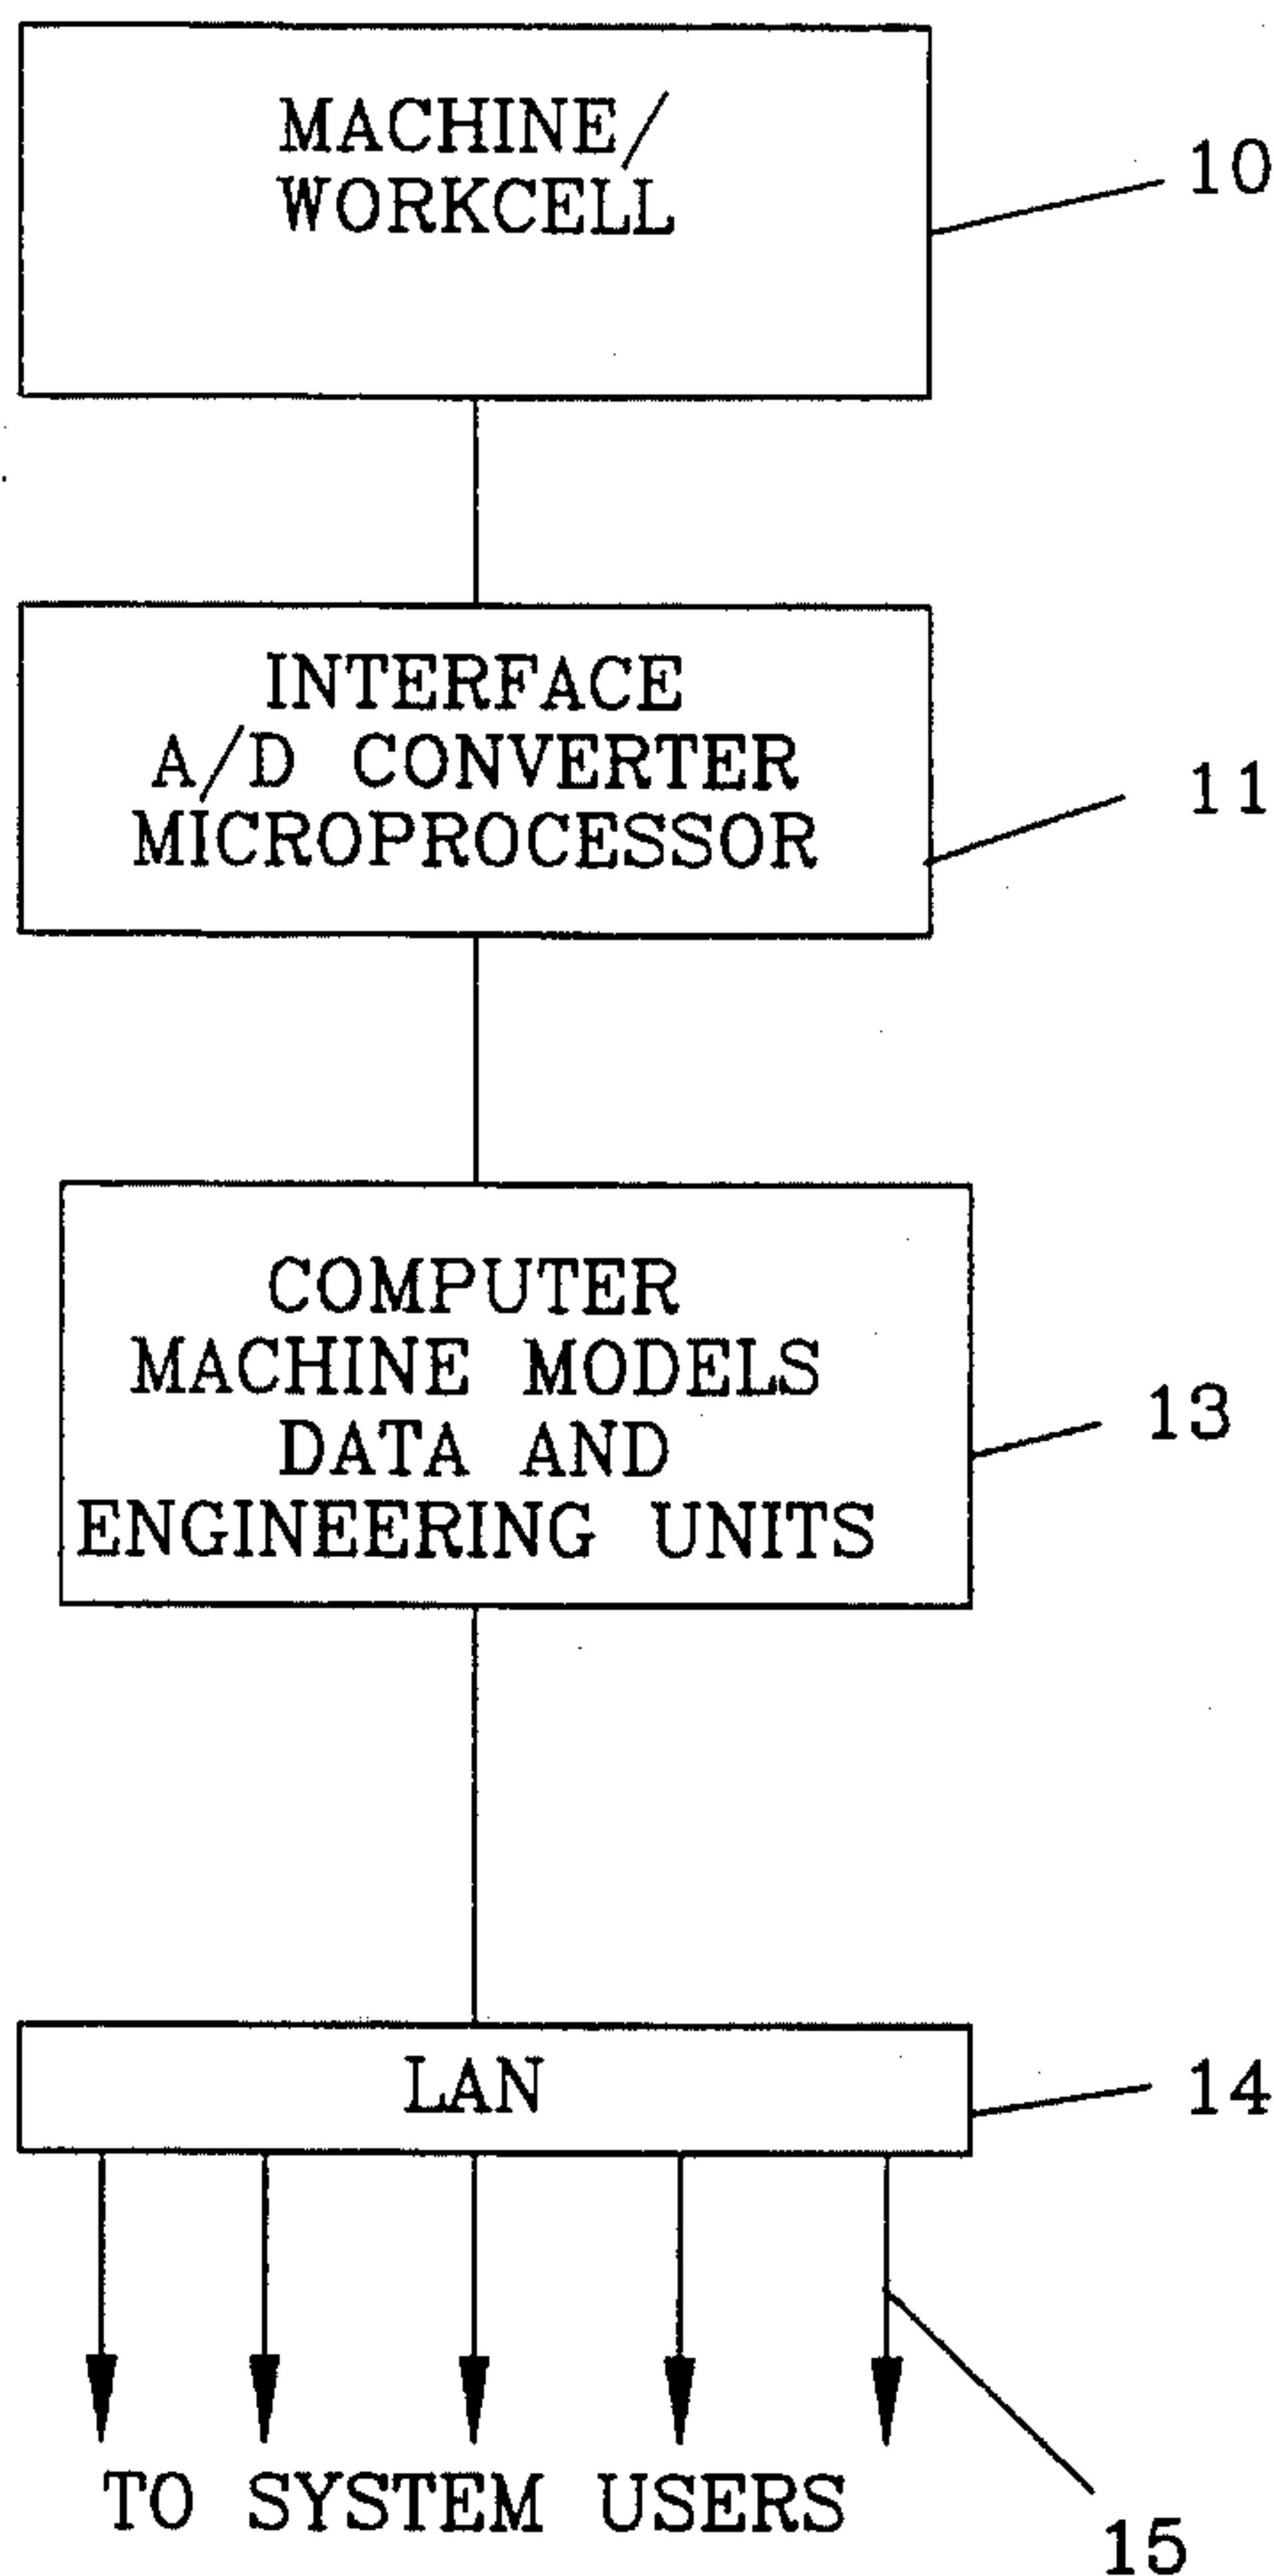 MACHINE/
WORKCELL
10
INTERFACE
A/D CONVERTER
MICROPROCESSOR
11
COMPUTER
MACHINE MODELS
DATA AND
ENGINEERING UNITS
13
LAN
14
TO SYSTEM USERS
15